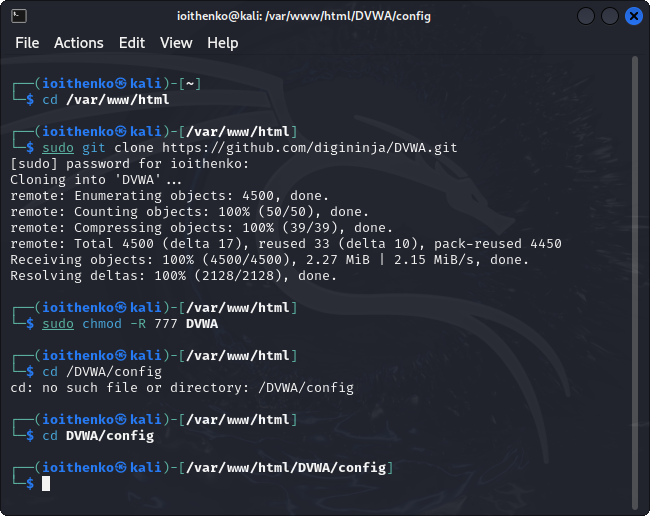 ioithenko@kali: /var/www/html/DVWA/config
File Actions Edit View Help
┌──(ioithenko㉿kali)-[~]
└─$ cd /var/www/html
┌──(ioithenko㉿kali)-[/var/www/html]
└─$ sudo git clone https://github.com/digininja/DVWA.git
[sudo] password for ioithenko:
Cloning into 'DVWA'...
remote: Enumerating objects: 4500, done.
remote: Counting objects: 100% (50/50), done.
remote: Compressing objects: 100% (39/39), done.
remote: Total 4500 (delta 17), reused 33 (delta 10), pack-reused 4450
Receiving objects: 100% (4500/4500), 2.27 MiB | 2.15 MiB/s, done.
Resolving deltas: 100% (2128/2128), done.
┌──(ioithenko㉿kali)-[/var/www/html]
└─$ sudo chmod -R 777 DVWA
┌──(ioithenko㉿kali)-[/var/www/html]
└─$ cd /DVWA/config
cd: no such file or directory: /DVWA/config
┌──(ioithenko㉿kali)-[/var/www/html]
└─$ cd DVWA/config
┌──(ioithenko㉿kali)-[/var/www/html/DVWA/config]
└─$